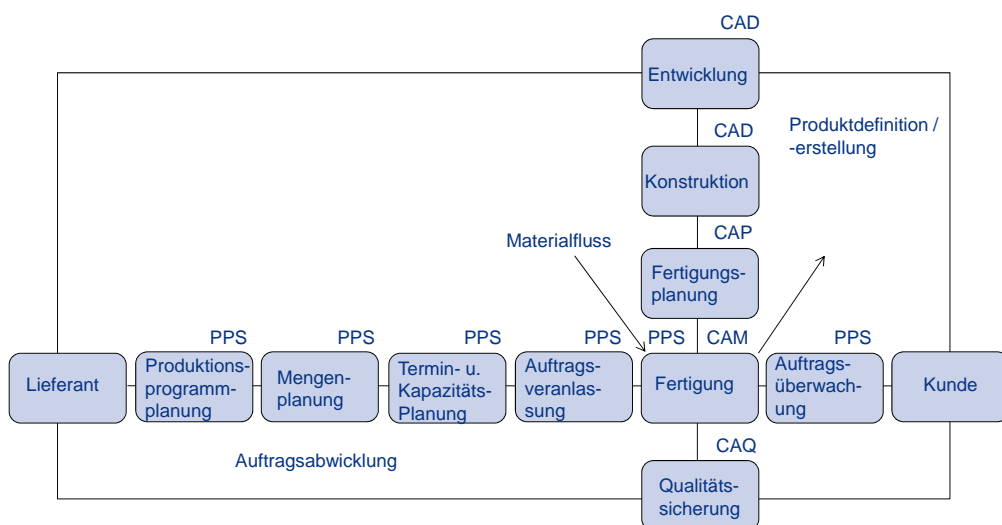 CAD
Entwicklung
CAD
Produktdefinition /
-erstellung
Konstruktion
CAP
Materialfluss
Fertigungs-
planung
PPS
PPS
PPS
PPS
PPS
CAM
PPS
Lieferant
Produktions-
programm-
planung
Mengen-
planung
Termin- u.
Kapazitäts-
Planung
Auftrags-
veranlas-
sung
Fertigung
Auftrags-
überwach-
ung
Kunde
CAQ
Auftragsabwicklung
Qualitäts-
sicherung